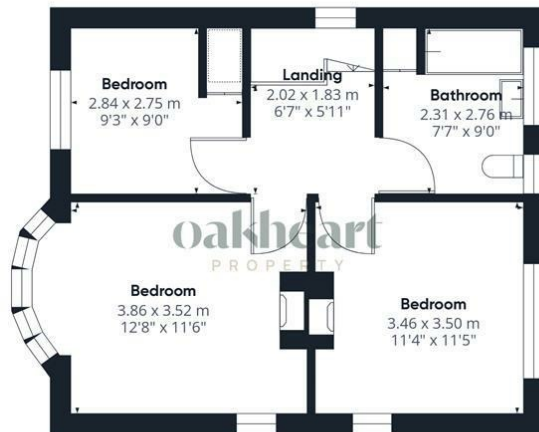 Bedroom
2.84 x 2.75 m
9'3" x 9'0"
Landing
2.02 x 1.83 m
6'7" x 5'11"
Bathroom
2.31 x 2.76 m
7'7" x 9'0"
oakheart
PROPERTY
Bedroom
3.86 x 3.52 m
12'8" x 11'6"
Bedroom
3.46 x 3.50 m
11'4" x 11'5"